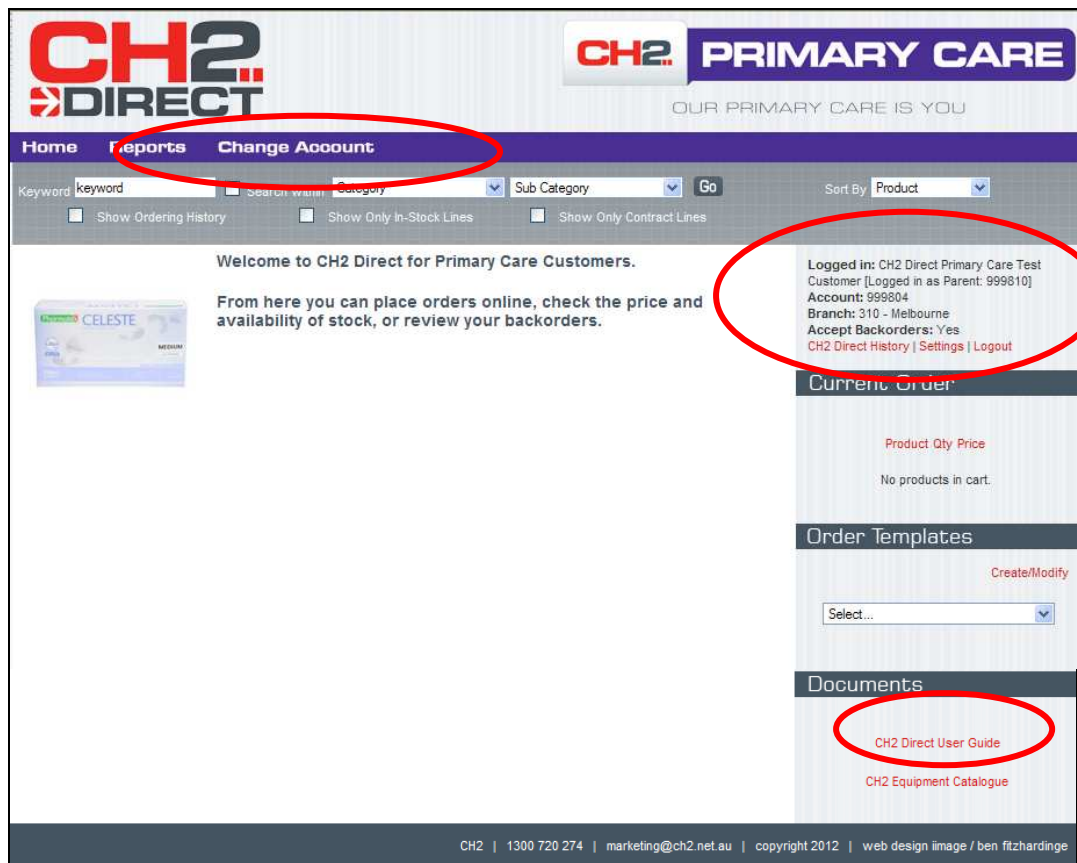 CH2..
DIRECT
CH2.. PRIMARY CARE
OUR PRIMARY CARE IS YOU
Home Reports Change Account
Keyword keyword Search Within Category Sub Category Go Sort By Product
Show Ordering History Show Only In-Stock Lines Show Only Contract Lines
Welcome to CH2 Direct for Primary Care Customers.
From here you can place orders online, check the price and
availability of stock, or review your backorders.
CELESTE
MEDIUM
Logged in: CH2 Direct Primary Care Test
Customer [Logged in as Parent: 999810]
Account: 999804
Branch: 310 - Melbourne
Accept Backorders: Yes
CH2 Direct History | Settings | Logout
Current Order
Product Qty Price
No products in cart.
Order Templates
Create/Modify
Select...
Documents
CH2 Direct User Guide
CH2 Equipment Catalogue
CH2 | 1300 720 274 | marketing@ch2.net.au | copyright 2012 | web design iimage / ben fitzhardinge